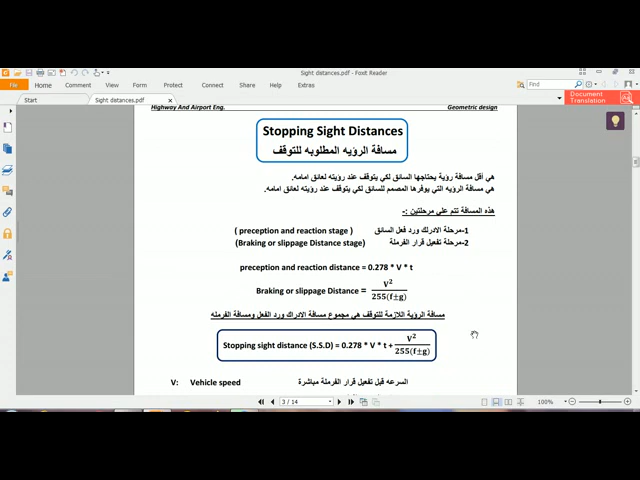 Sight distances.pdf - Foxit Reader
File Home Comment View Form Protect Connect Share Help Extras
Find
Document Translation
Start Sight datances.pdf
Highway And Airport Eng. Geometric design
Stopping Sight Distances
مسافة الرؤيه المطلوبه للتوقف
هي أقل مسافة رؤية يحتاجها السائق لكي يتوقف عند رؤيته لعائق امامه.
هي مسافة الرؤيه التي يوفرها المصمم للسائق لكي يتوقف عند رؤيته لعائق امامه.
هذه المسافة تتم علي مرحلتين :-
1-مرحلة الادراك ورد فعل السائق ( preception and reaction stage )
2-مرحلة تفعيل قرار الفرملة (Braking or slippage Distance stage)
preception and reaction distance = 0.278 * V * t
Braking or slippage Distance = V² / 255(f±g)
مسافة الرؤية اللازمة للتوقف هي مجموع مسافة الادراك ورد الفعل ومسافة الفرمله
Stopping sight distance (S.S.D) = 0.278 * V * t + V² / 255(f±g)
V: Vehicle speed السرعه قبل تفعيل قرار الفرملة مباشرة
3 / 14 100%